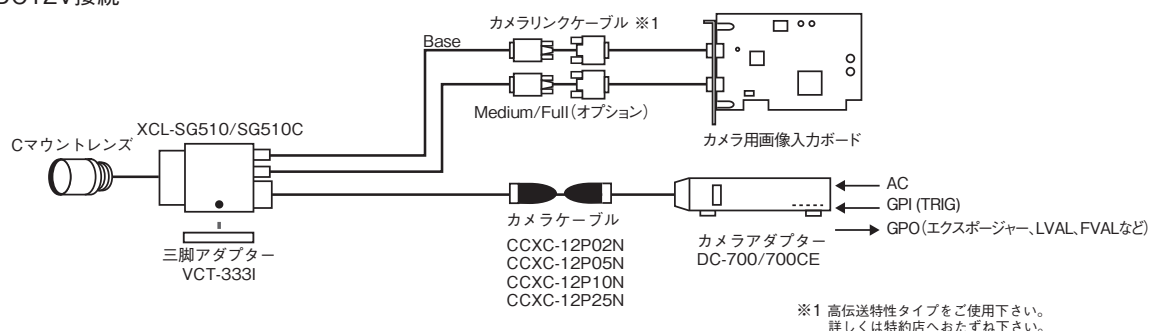 DC12V接続
カメラリンクケーブル ※1
Base
Medium/Full(オプション)
XCL-SG510/SG510C
Cマウントレンズ
カメラ用画像入力ボード
AC
GPI (TRIG)
GPO(エクスポージャー、LVAL、FVALなど)
カメラケーブル
CCXC-12P02N
CCXC-12P05N
CCXC-12P10N
CCXC-12P25N
カメラアダプター
DC-700/700CE
三脚アダプター
VCT-333I
※1 高伝送特性タイプをご使用下さい。
詳しくは特約店へおたずね下さい。